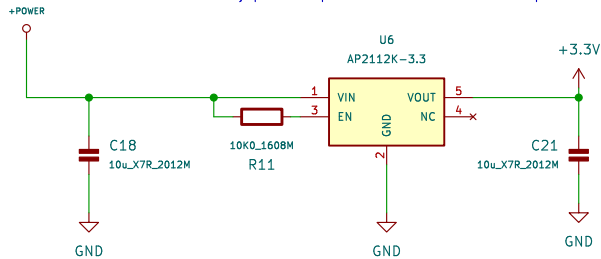 +POWER
U6
AP2112K-3.3
+3.3V
1
VIN
VOUT
5
3
EN
NC
4
GND
2
10K0_1608M
R11
C18
10u_X7R_2012M
C21
10u_X7R_2012M
GND
GND
GND